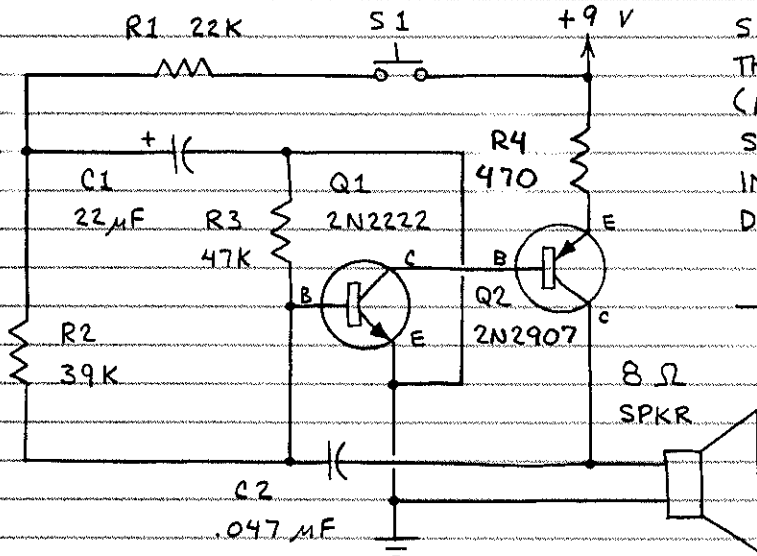 R1 22K
S1
+9 V
S
+
C1
22µF
R3
47K
Q1
2N2222
R4
470
E
B
C
E
B
Q2
2N2907
C
R2
39K
8 Ω
SPKR
C2
.047 µF
S
IN
D